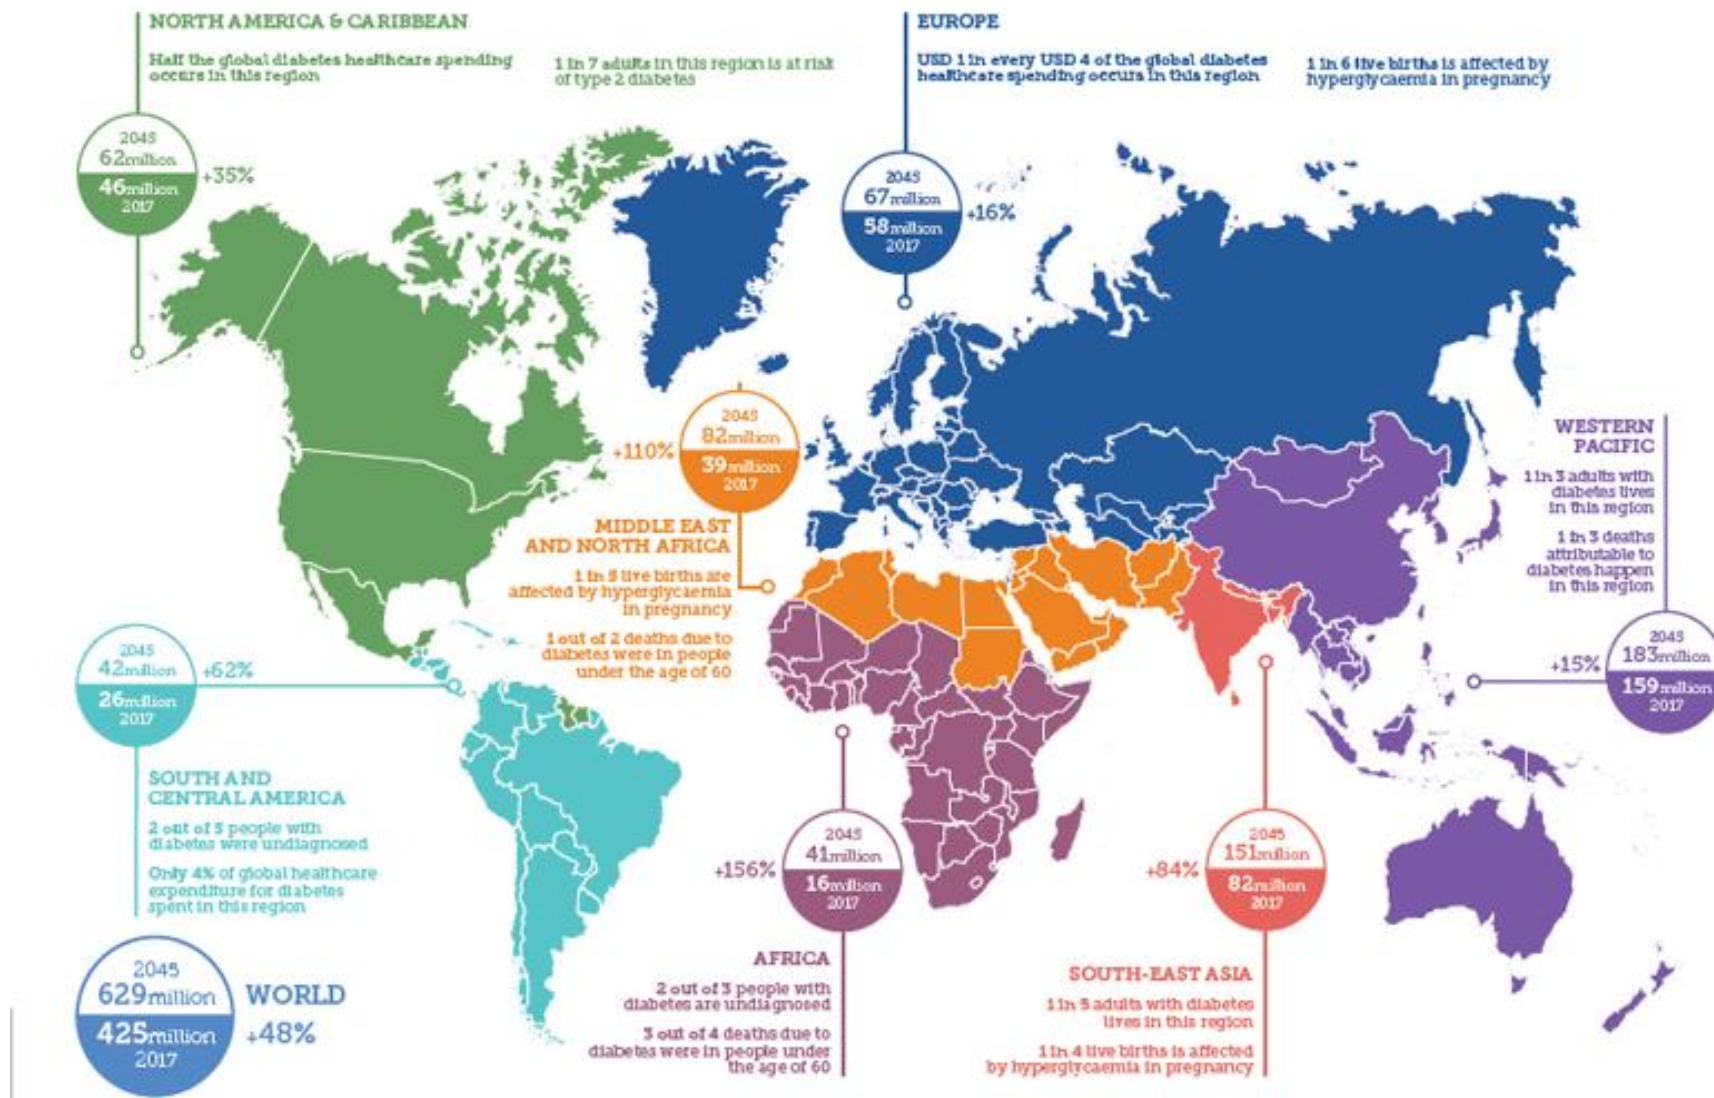 NORTH AMERICA & CARIBBEAN
Half the global diabetes healthcare spending
occurs in this region
1 in 7 adults in this region is at risk
of type 2 diabetes
2045
62million
46million
2017
+35%
EUROPE
USD 1 in every USD 4 of the global diabetes
healthcare spending occurs in this region
1 in 6 live births is affected by
hyperglycaemia in pregnancy
2045
67million
58million
2017
+16%
2045
82million
39million
2017
+110%
MIDDLE EAST
AND NORTH AFRICA
1 in 5 live births are
affected by hyperglycaemia
in pregnancy
1 out of 2 deaths due to
diabetes were in people
under the age of 60
WESTERN
PACIFIC
1 in 3 adults with
diabetes lives
in this region
1 in 3 deaths
attributable to
diabetes happen
in this region
2045
183million
159million
2017
+15%
2045
42million
26million
2017
+62%
SOUTH AND
CENTRAL AMERICA
2 out of 5 people with
diabetes were undiagnosed
Only 4% of global healthcare
expenditure for diabetes
spent in this region
2045
41million
16million
2017
+156%
AFRICA
2 out of 3 people with
diabetes are undiagnosed
3 out of 4 deaths due to
diabetes were in people under
the age of 60
2045
151million
82million
2017
+84%
SOUTH-EAST ASIA
1 in 5 adults with diabetes
lives in this region
1 in 4 live births is affected
by hyperglycaemia in pregnancy
2045
629million
425million
2017
WORLD
+48%